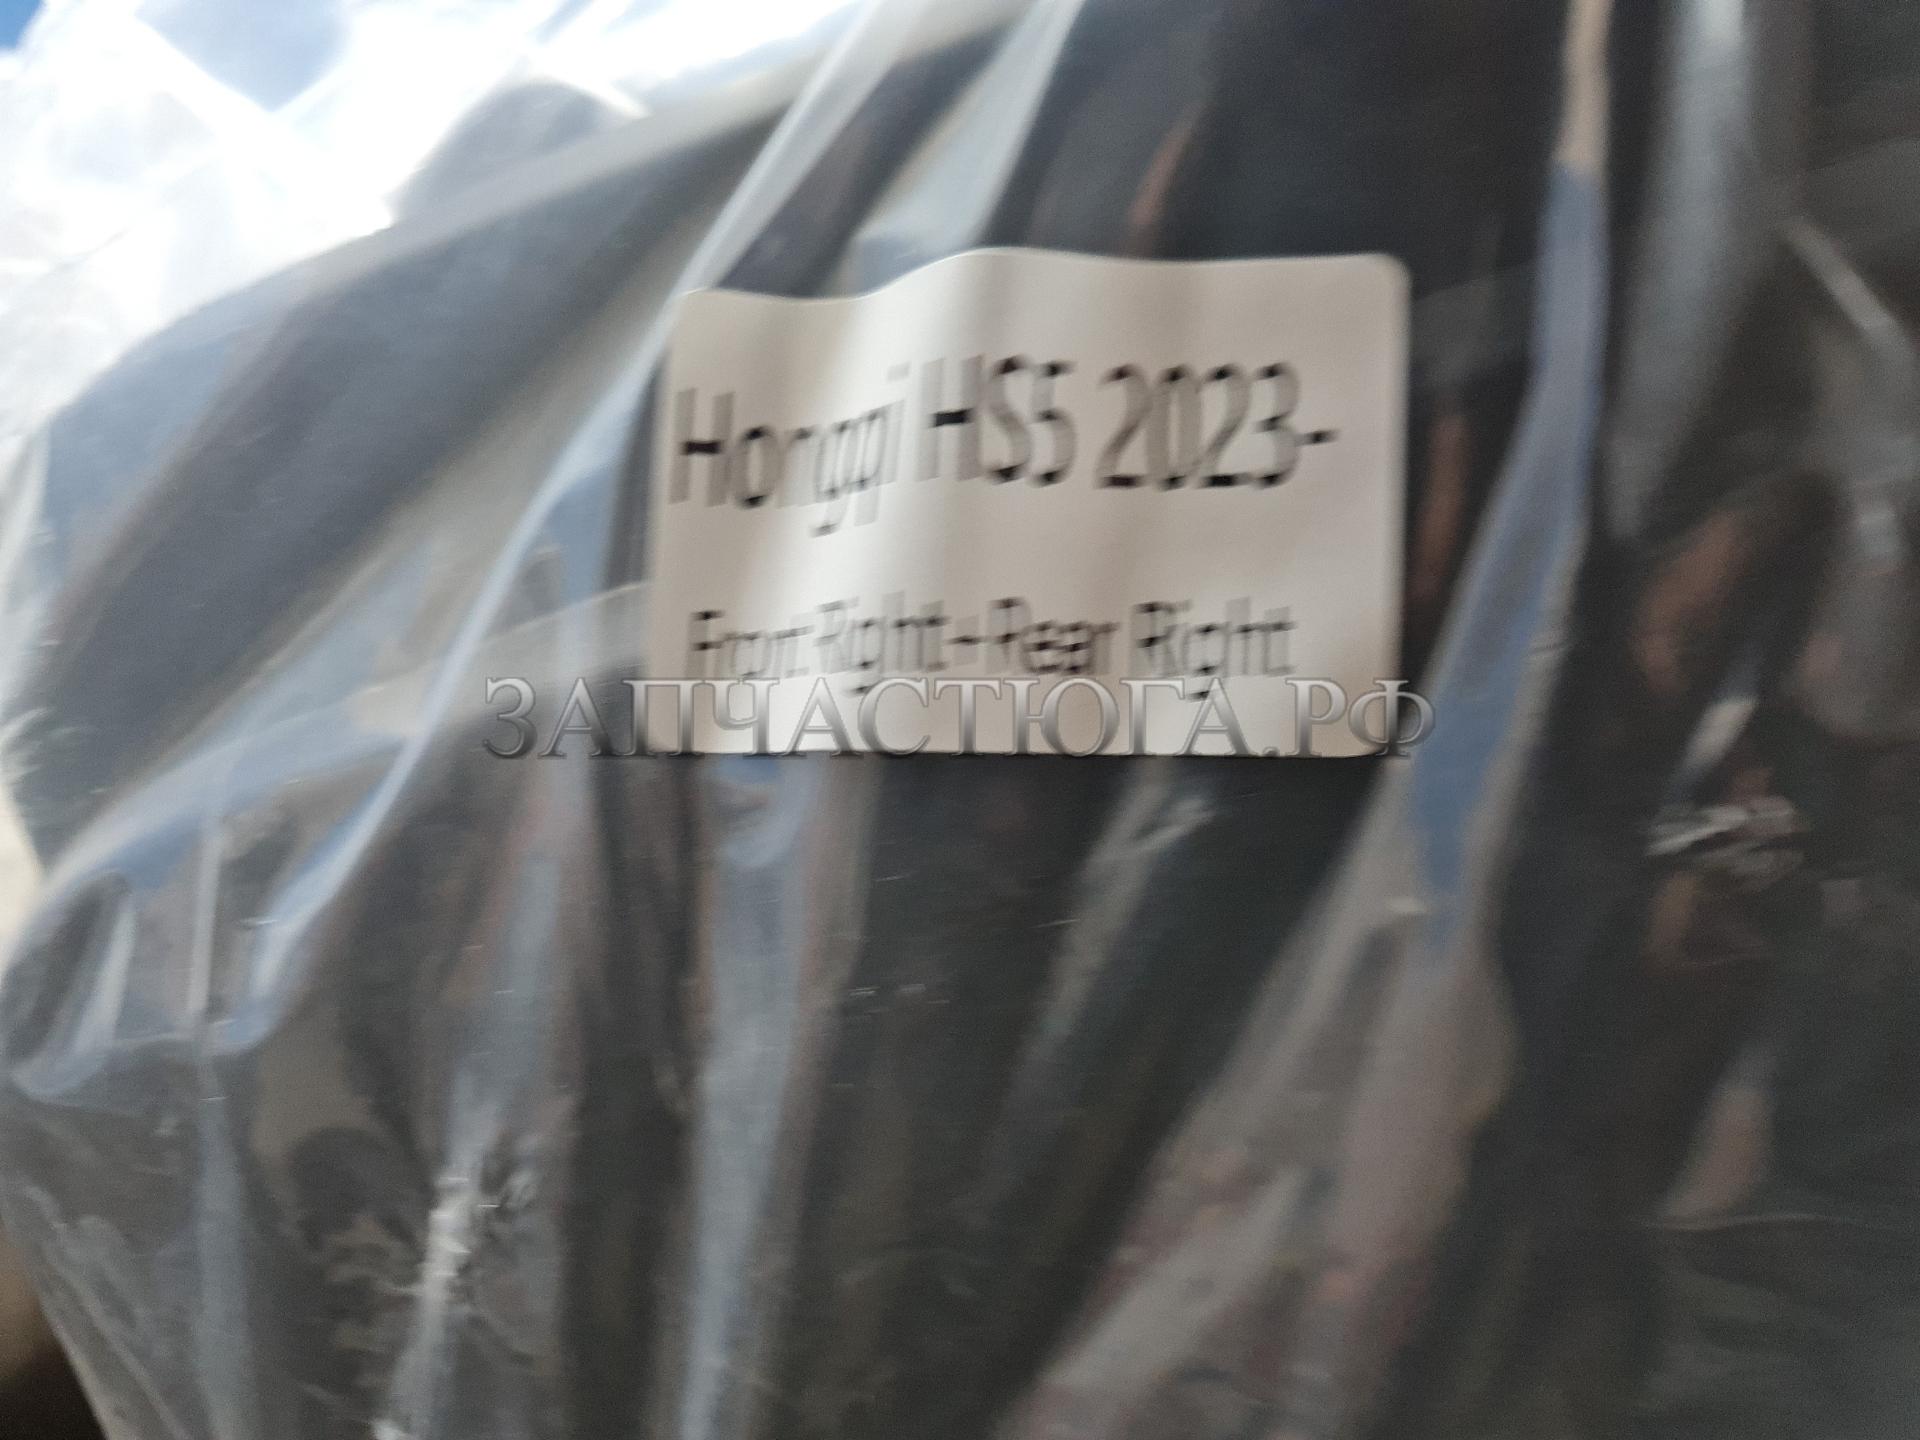 Hongqi HS5 2023-
Front Right + Rear Right
ЗАПЧАСТЮГА.РФ